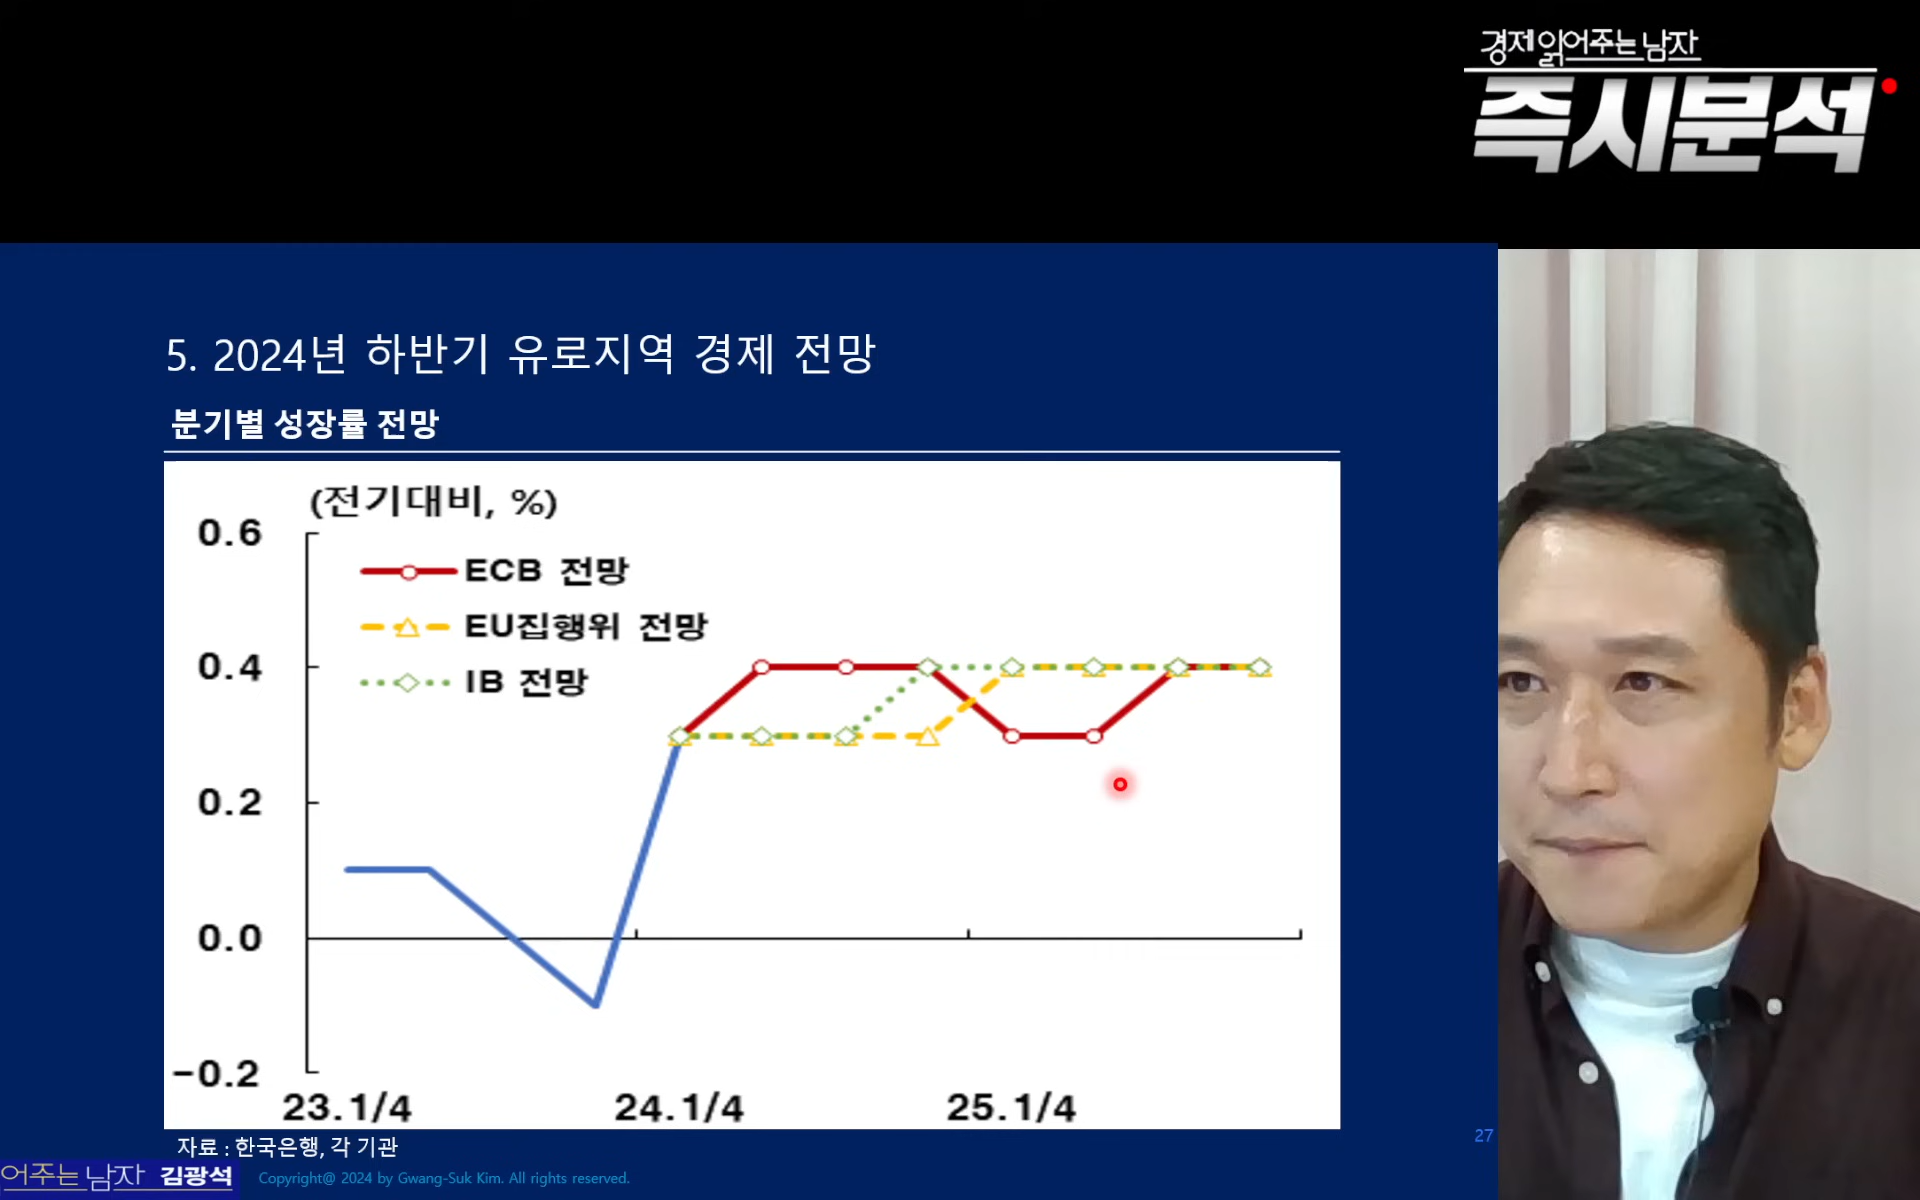 경제 읽어주는 남자
즉시분석
5. 2024년 하반기 유로지역 경제 전망
분기별 성장률 전망
(전기대비, %)
0.6
0.4
0.2
0.0
-0.2
ECB 전망
EU집행위 전망
IB 전망
23.1/4
24.1/4
25.1/4
자료 : 한국은행, 각 기관
27
어주는 남자 김광석
Copyright@ 2024 by Gwang-Suk Kim. All rights reserved.